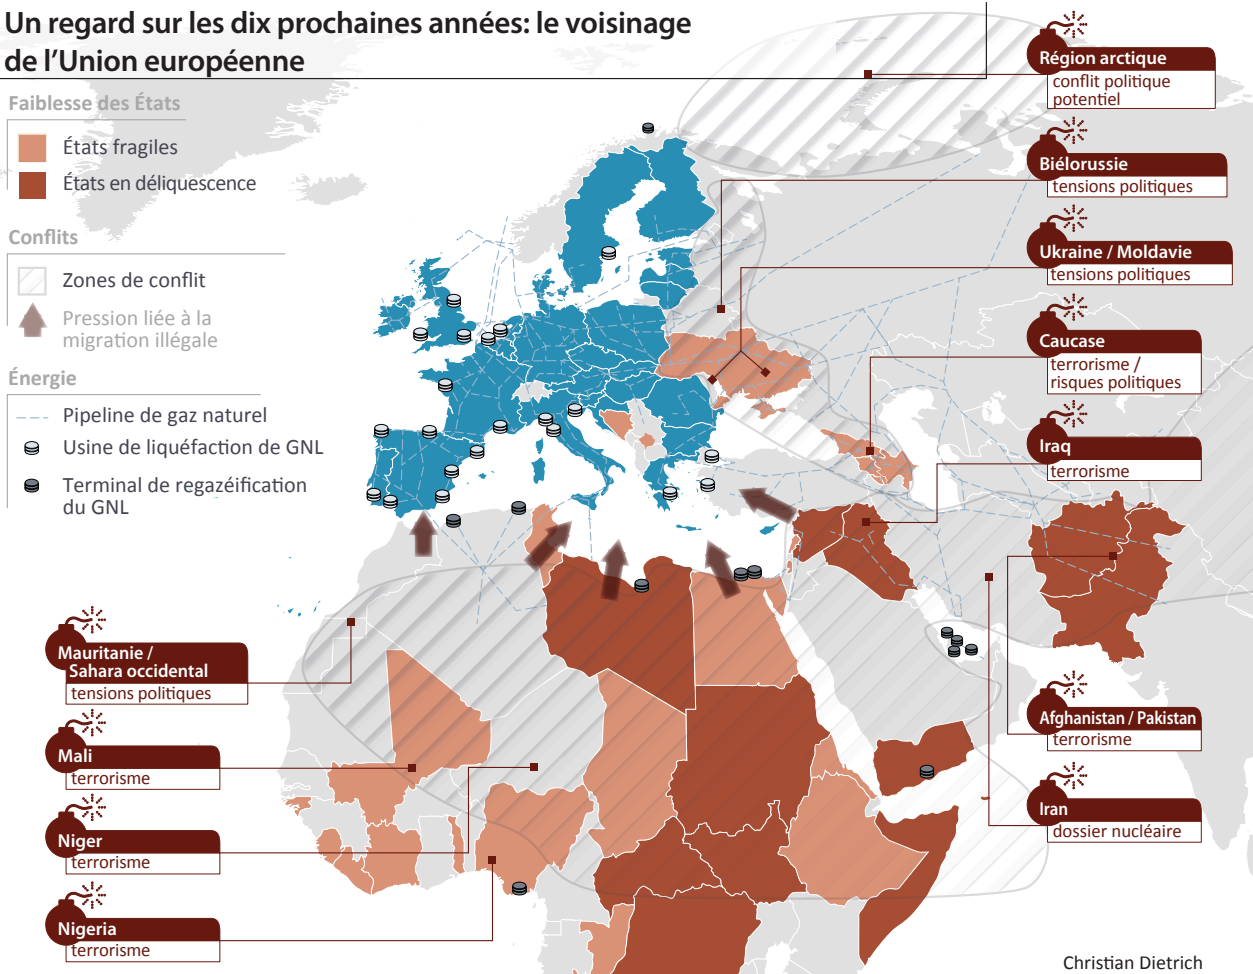 Un regard sur les dix prochaines années: le voisinage
de l’Union européenne
Faiblesse des États
États fragiles
États en déliquescence
Conflits
Zones de conflit
Pression liée à la
migration illégale
Énergie
Pipeline de gaz naturel
Usine de liquéfaction de GNL
Terminal de regazéification
du GNL
Région arctique
conflit politique
potentiel
Biélorussie
tensions politiques
Ukraine / Moldavie
tensions politiques
Caucase
terrorisme /
risques politiques
Iraq
terrorisme
Afghanistan / Pakistan
terrorisme
Iran
dossier nucléaire
Mauritanie /
Sahara occidental
tensions politiques
Mali
terrorisme
Niger
terrorisme
Nigeria
terrorisme
Christian Dietrich